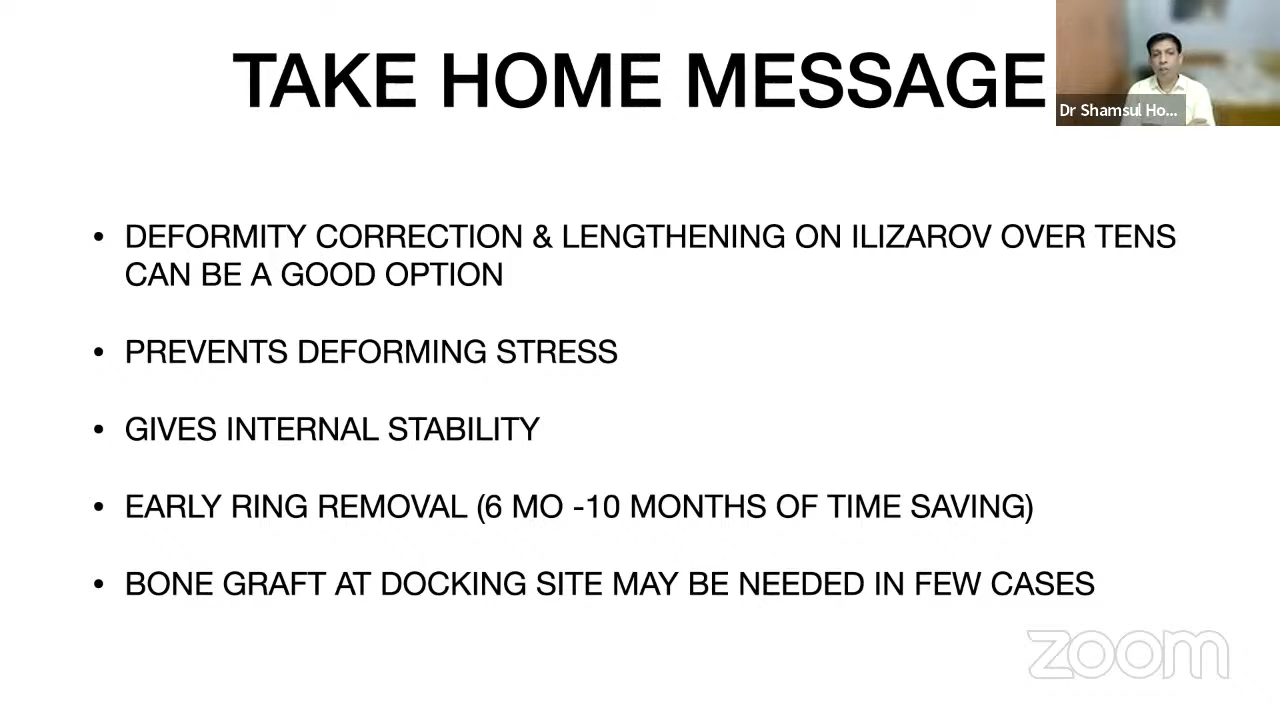 TAKE HOME MESSAGE
Dr Shamsul Ho...
• DEFORMITY CORRECTION & LENGTHENING ON ILIZAROV OVER TENS
CAN BE A GOOD OPTION
• PREVENTS DEFORMING STRESS
• GIVES INTERNAL STABILITY
• EARLY RING REMOVAL (6 MO -10 MONTHS OF TIME SAVING)
• BONE GRAFT AT DOCKING SITE MAY BE NEEDED IN FEW CASES
zoom